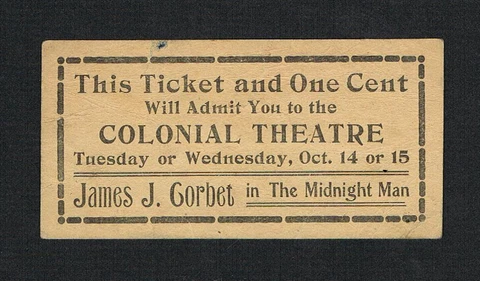 This Ticket and One Cent
Will Admit You to the
COLONIAL THEATRE
Tuesday or Wednesday, Oct. 14 or 15
James J. Corbet in The Midnight Man